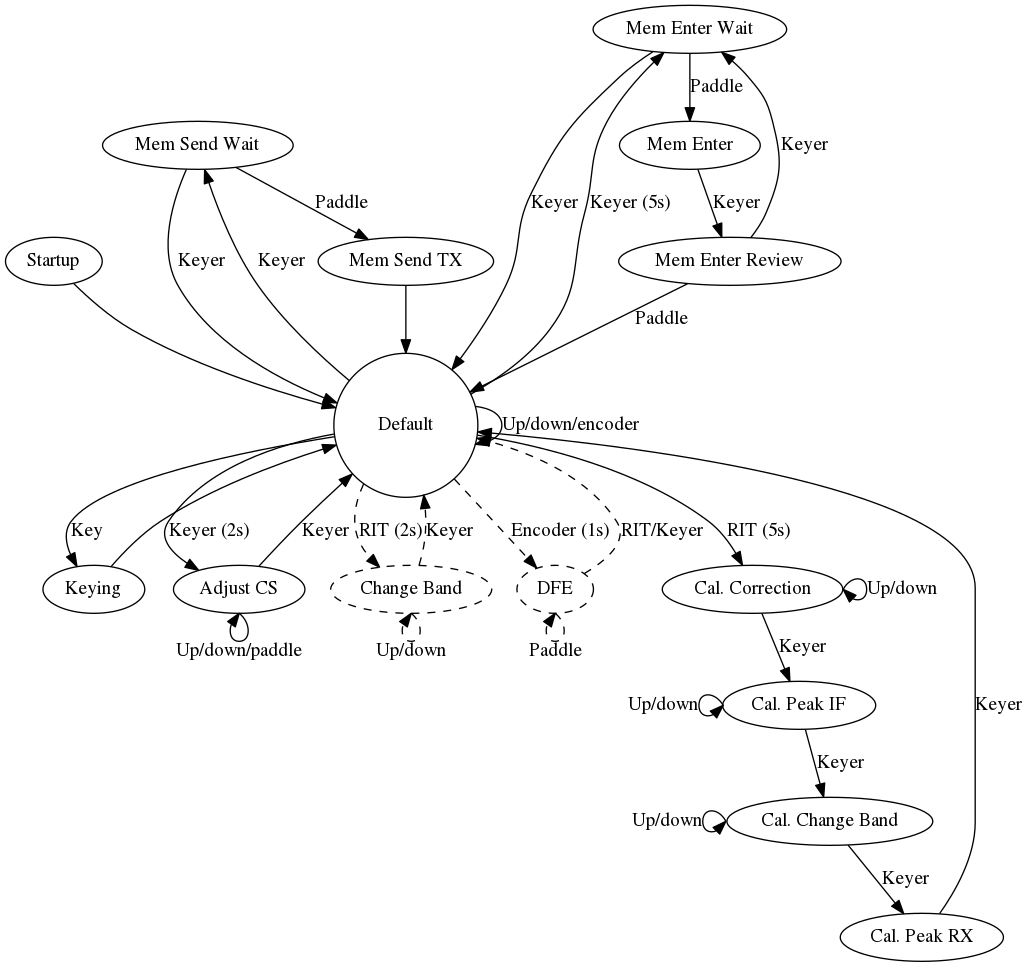 Mem Enter Wait
Paddle
Mem Send Wait
Mem Enter
Keyer
Paddle
Keyer
Keyer (5s)
Keyer
Startup
Keyer
Keyer
Mem Send TX
Mem Enter Review
Paddle
Default
Up/down/encoder
Key
Keyer (2s)
Keyer
RIT (2s)
Keyer
Encoder (1s)
RIT/Keyer
RIT (5s)
Keying
Adjust CS
Change Band
DFE
Cal. Correction
Up/down
Up/down/paddle
Up/down
Paddle
Keyer
Up/down
Cal. Peak IF
Keyer
Keyer
Up/down
Cal. Change Band
Keyer
Cal. Peak RX